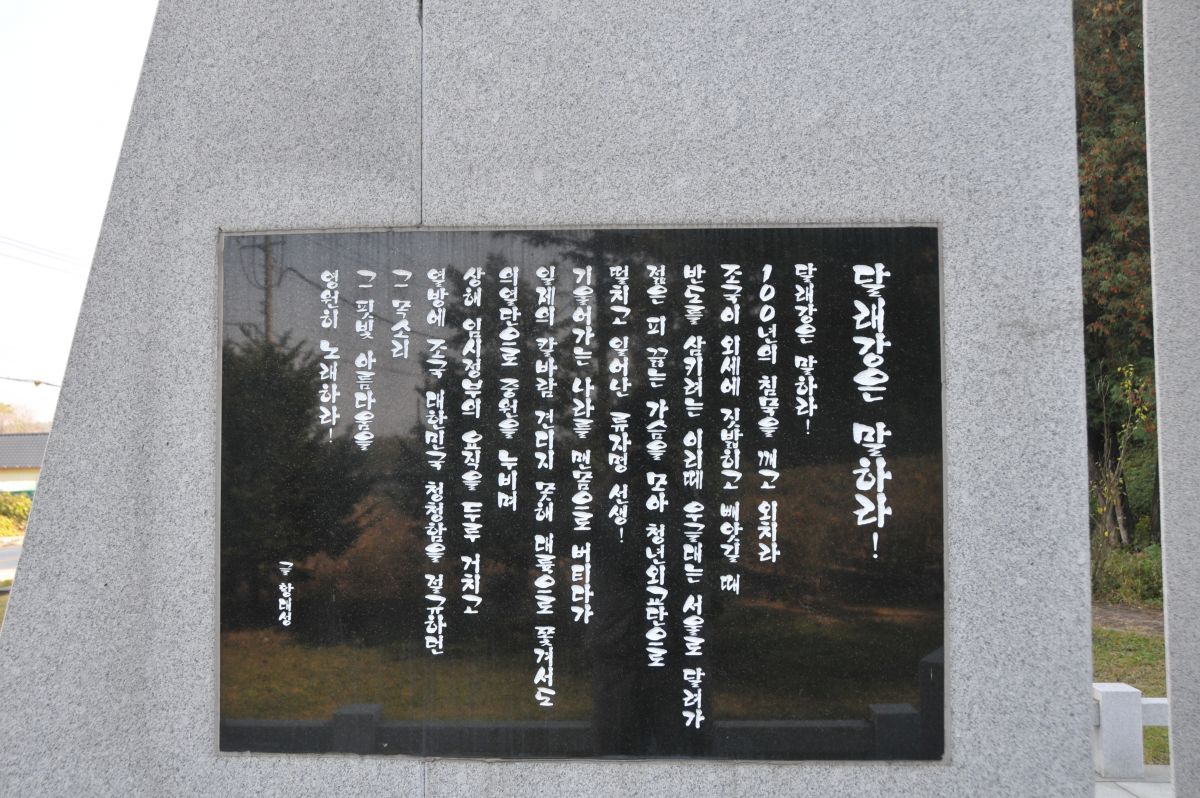 달래강은 말하라!
달래강은 말하라!
100년의 침묵을 깨고 외치라
조국이 외세에 짓밟히고 빼앗길 때
반도를 삼키려는 이리떼 우글대는 서울로 달려가
젊은 피 끓는 가슴을 모아 청년외교단으로
떨치고 일어난 류자명 선생!
기울어가는 나라를 맨몸으로 버티다가
일제의 칼바람 견디지 못해 대륙으로 쫓겨서도
의열단으로 중원을 누비며
상해 임시정부의 요직을 두루 거치고
열방에 조국 대한민국 청청함을 절규하던
그 목소리
그 핏빛 아름다움을
영원히 노래하라!
글 황대성